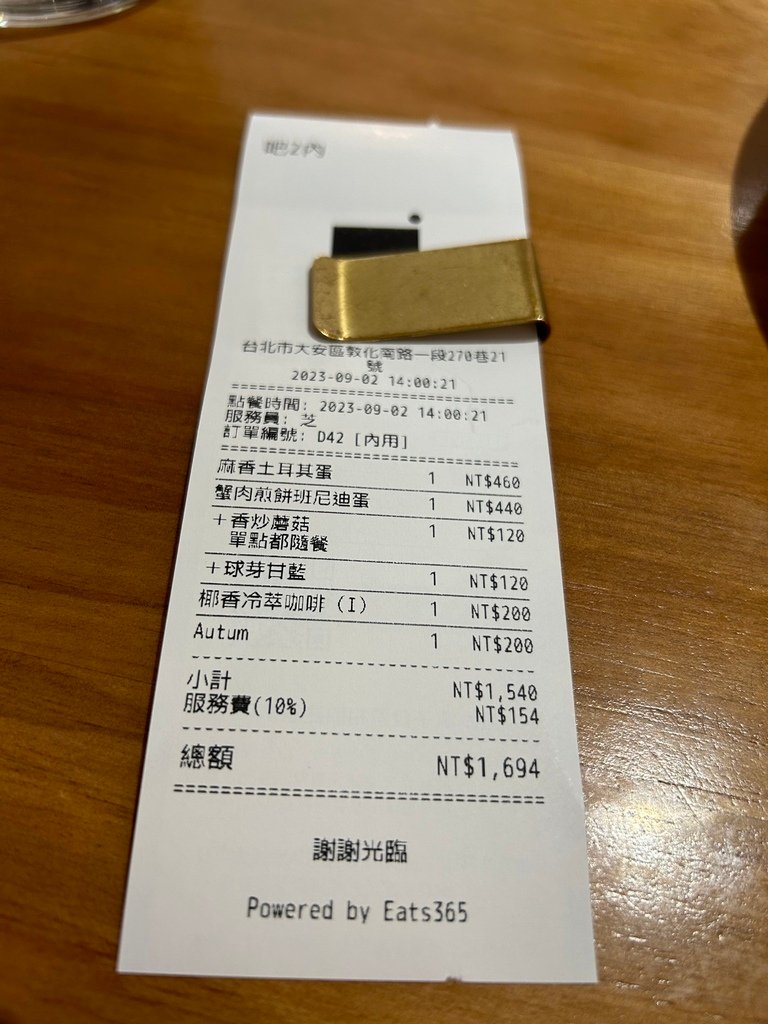 吧2內
台北市大安區敦化南路一段270巷21
號
2023-09-02 14:00:21
點餐時間: 2023-09-02 14:00:21
服務員: 芝
訂單編號: D42 [內用]
麻香土耳其蛋 1 NT$460
蟹肉煎餅班尼迪蛋 1 NT$440
+香炒蘑菇 1 NT$120
單點都隨餐
+球芽甘藍 1 NT$120
椰香冷萃咖啡 (I) 1 NT$200
Autum 1 NT$200
小計 NT$1,540
服務費(10%) NT$154
總額 NT$1,694
謝謝光臨
Powered by Eats365